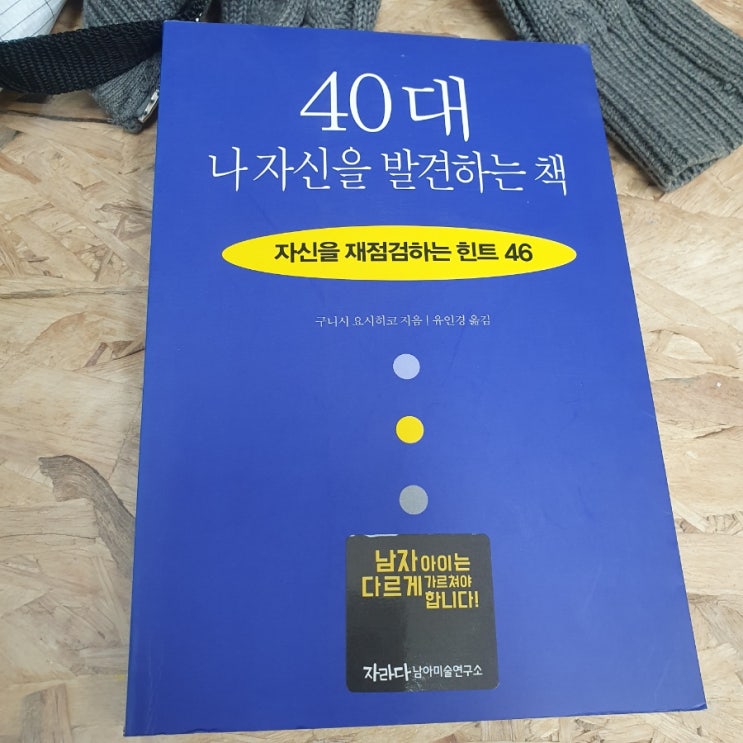 40대
나 자신을 발견하는 책
자신을 재점검하는 힌트 46
구니시 요시히코 지음 | 유인경 옮김
남자아이는
다르게 가르쳐야
합니다!
자라다 남아미술연구소